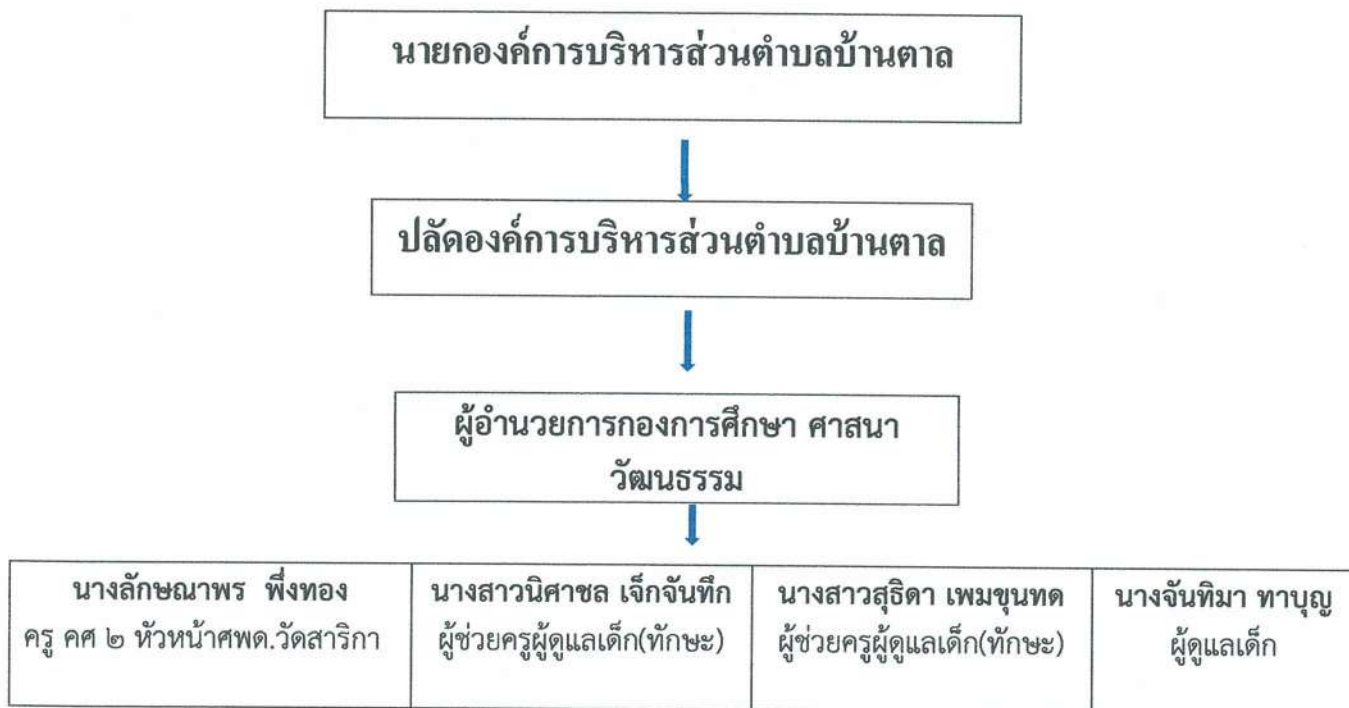 นายกองค์การบริหารส่วนตำบลบ้านตาล
ปลัดองค์การบริหารส่วนตำบลบ้านตาล
ผู้อำนวยการกองการศึกษา ศาสนา
วัฒนธรรม
นางลักษณาพร พึ่งทอง
ครู คศ ๒ หัวหน้าศพด.วัดสาริกา
นางสาวนิศาชล เจ็กจันทึก
ผู้ช่วยครูผู้ดูแลเด็ก(ทักษะ)
นางสาวสุธิดา เพมขุนทด
ผู้ช่วยครูผู้ดูแลเด็ก(ทักษะ)
นางจันทิมา ทาบุญ
ผู้ดูแลเด็ก